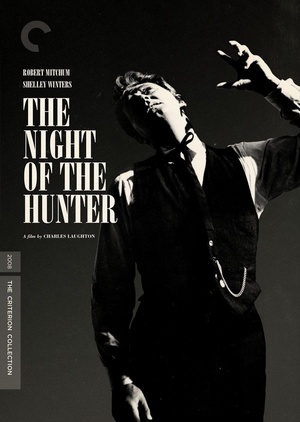 ROBERT MITCHUM
SHELLEY WINTERS
THE
NIGHT
OF THE
HUNTER
A film by CHARLES LAUGHTON
2008
THE CRITERION COLLECTION